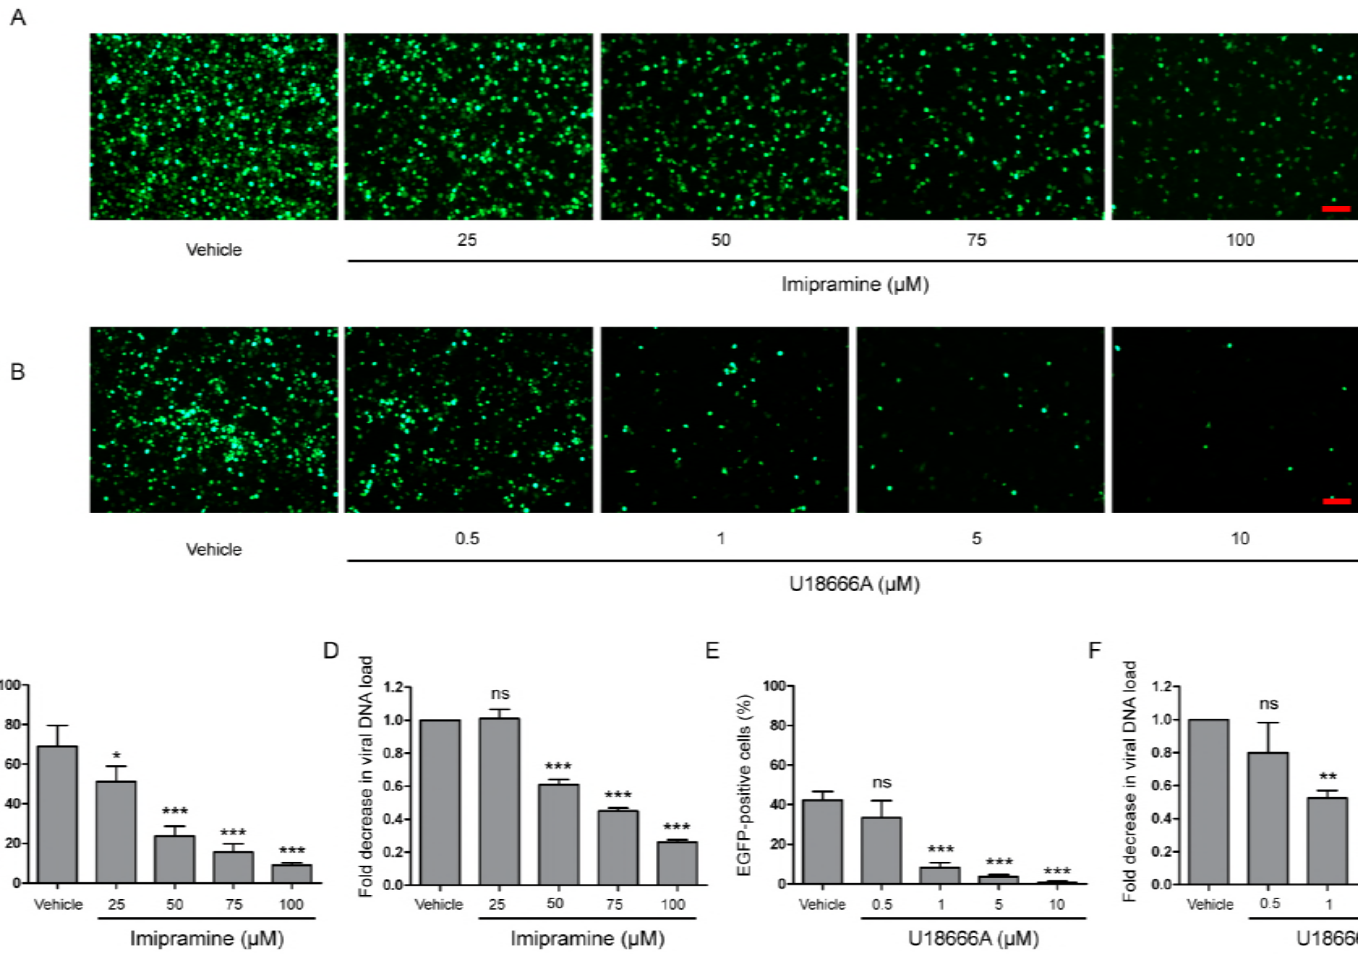 A
Vehicle
25
50
75
100
Imipramine (µM)
B
Vehicle
0.5
1
5
10
U18666A (µM)
100
80
60
40
20
0
*
***
***
***
Vehicle
25
50
75
100
Imipramine (µM)
D
Fold decrease in viral DNA load
1.2
1.0
0.8
0.6
0.4
0.2
0.0
ns
***
***
***
Vehicle
25
50
75
100
Imipramine (µM)
E
EGFP-positive cells (%)
100
80
60
40
20
0
ns
***
***
***
Vehicle
0.5
1
5
10
U18666A (µM)
F
Fold decrease in viral DNA load
1.2
1.0
0.8
0.6
0.4
0.2
0.0
ns
**
Vehicle
0.5
1
U1866